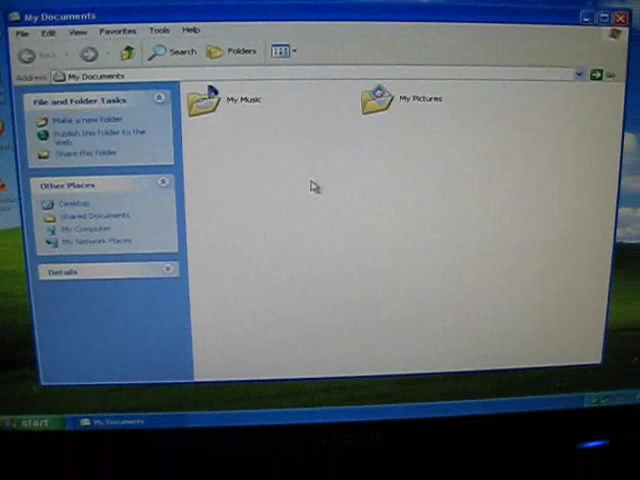 My Documents
File Edit View Favorites Tools Help
Back Search Folders
Address My Documents Go
File and Folder Tasks
Make a new folder
Publish this folder to the
Web
Share this folder
Other Places
Desktop
Shared Documents
My Computer
My Network Places
Details
My Music
My Pictures
start My Documents